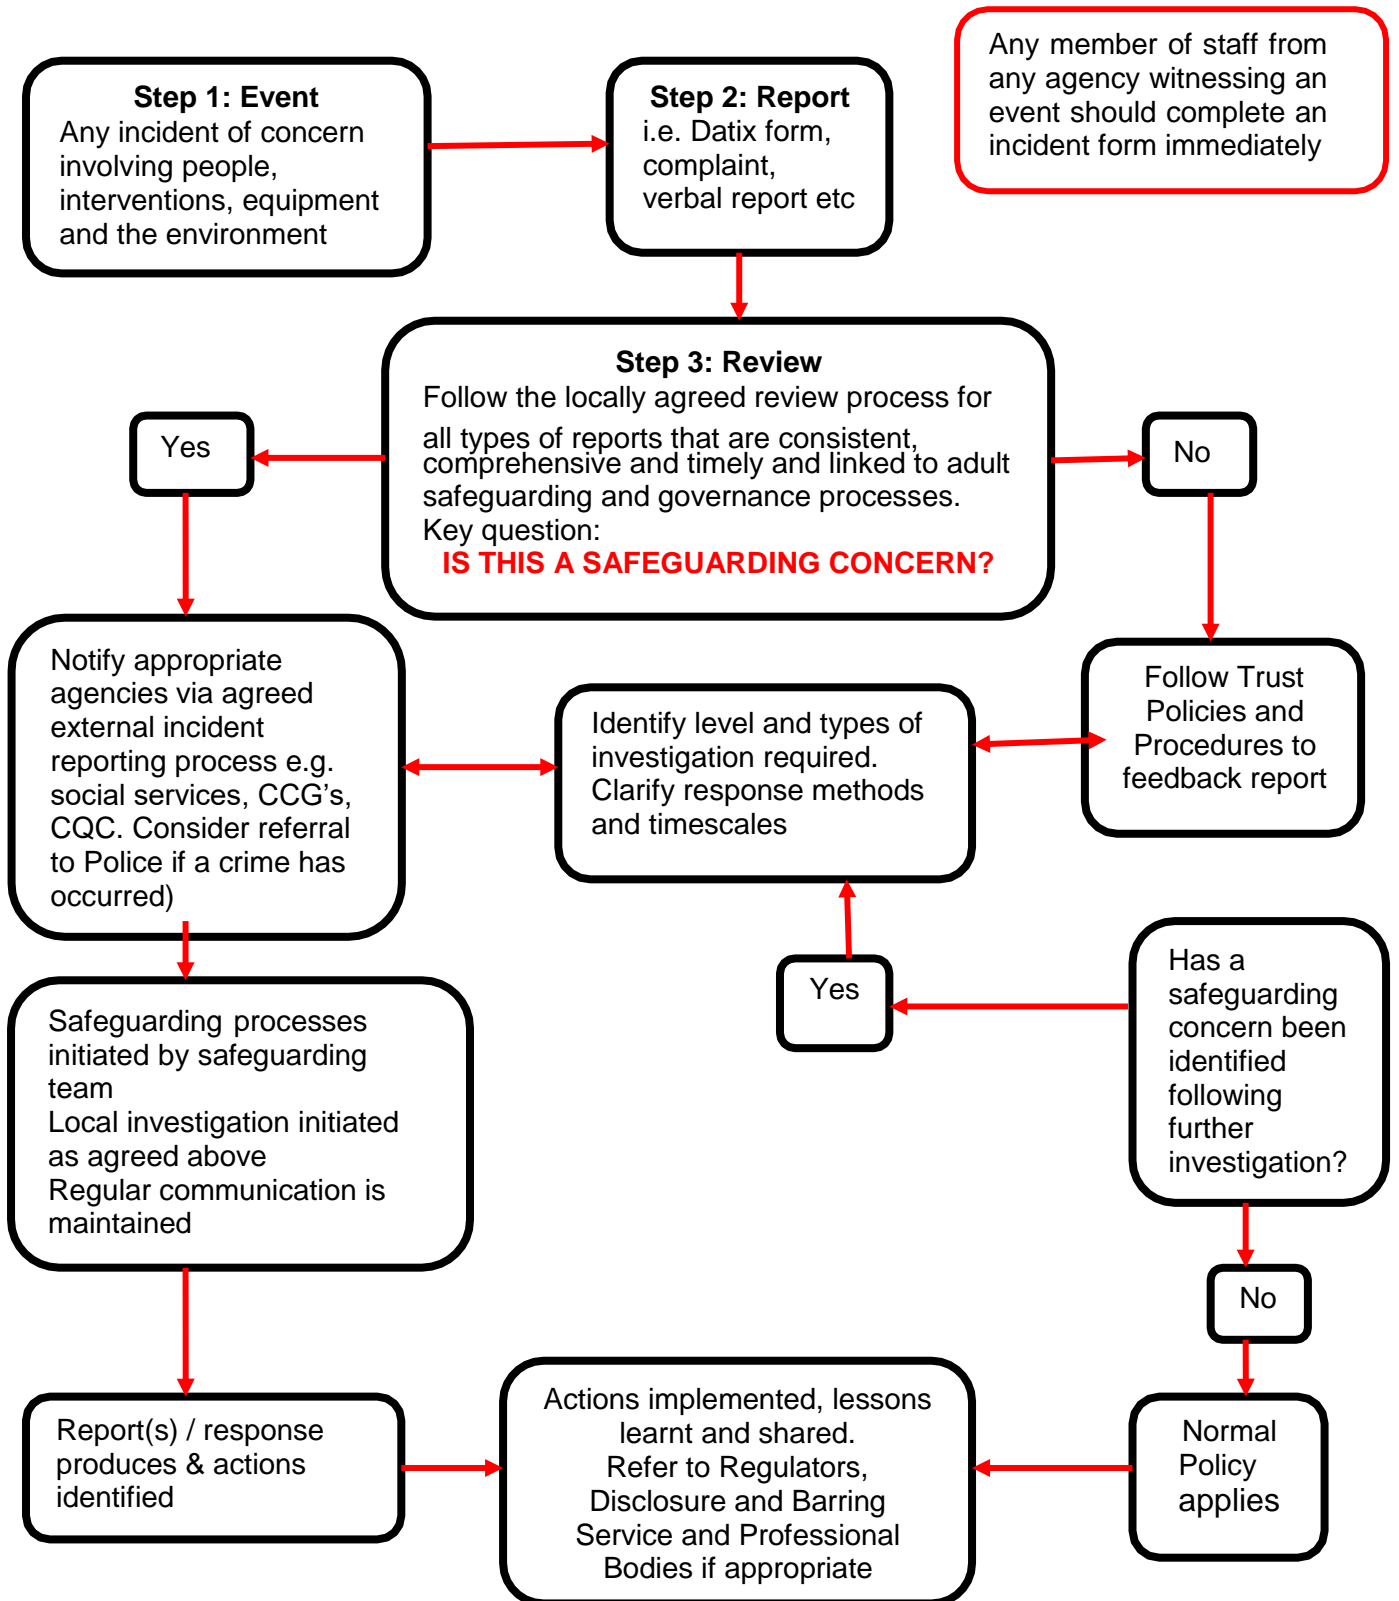 Step 1: Event
Any incident of concern
involving people,
interventions, equipment
and the environment
Step 2: Report
i.e. Datix form,
complaint,
verbal report etc
Any member of staff from
any agency witnessing an
event should complete an
incident form immediately
Step 3: Review
Follow the locally agreed review process for
all types of reports that are consistent,
comprehensive and timely and linked to adult
safeguarding and governance processes.
Key question:
IS THIS A SAFEGUARDING CONCERN?
Yes
No
Notify appropriate
agencies via agreed
external incident
reporting process e.g.
social services, CCG's,
CQC. Consider referral
to Police if a crime has
occurred)
Identify level and types of
investigation required.
Clarify response methods
and timescales
Follow Trust
Policies and
Procedures to
feedback report
Yes
Has a
safeguarding
concern been
identified
following
further
investigation?
Safeguarding processes
initiated by safeguarding
team
Local investigation initiated
as agreed above
Regular communication is
maintained
No
Report(s) / response
produces & actions
identified
Actions implemented, lessons
learnt and shared.
Refer to Regulators,
Disclosure and Barring
Service and Professional
Bodies if appropriate
Normal
Policy
applies